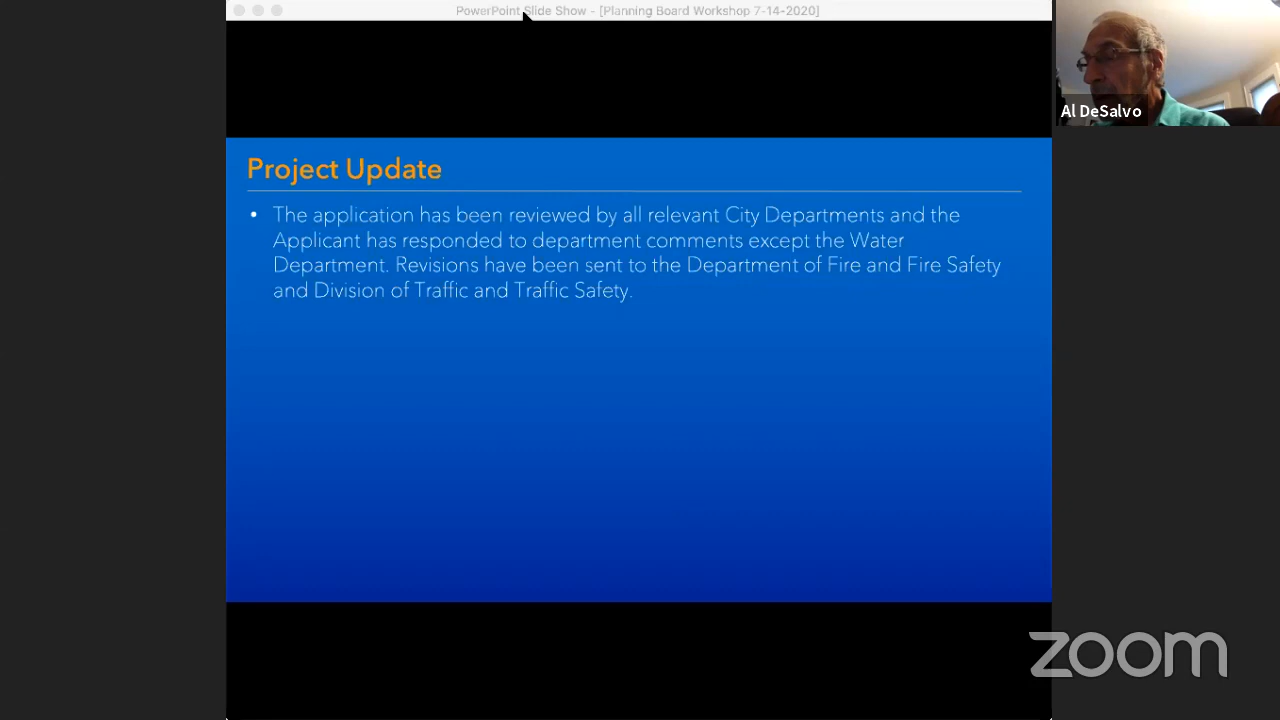 PowerPoint Slide Show - [Planning Board Workshop 7-14-2020]
Al DeSalvo
Project Update
• The application has been reviewed by all relevant City Departments and the
Applicant has responded to department comments except the Water
Department. Revisions have been sent to the Department of Fire and Fire Safety
and Division of Traffic and Traffic Safety.
zoom